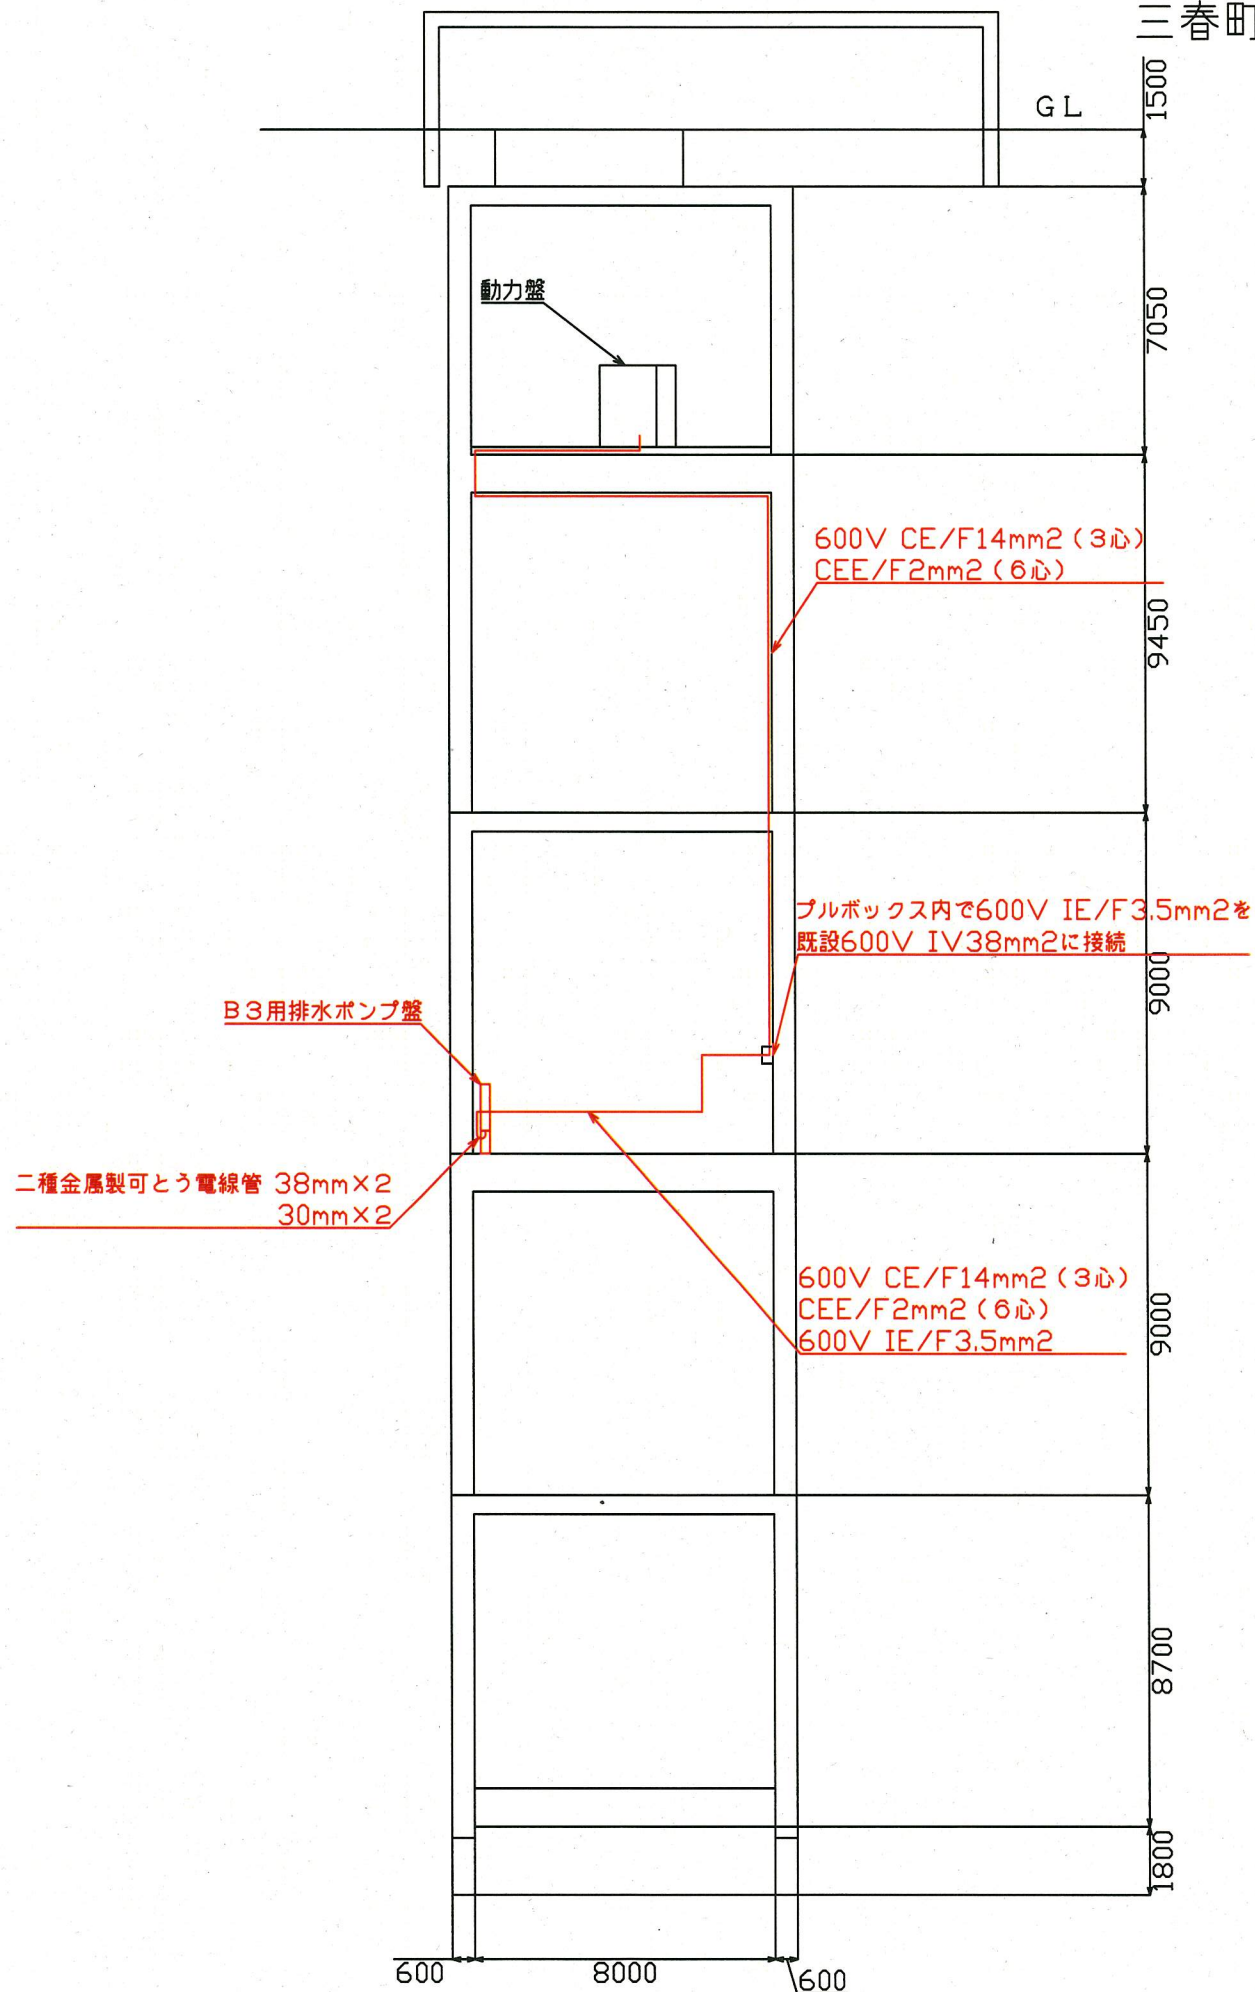 三春町
GL
1500
7050
動力盤
600V CE/F14mm2(3心)
CEE/F2mm2(6心)
9450
プルボックス内で600V IE/F3.5mm2を
既設600V IV38mm2に接続
9000
B3用排水ポンプ盤
二種金属製可とう電線管 38mm×2
30mm×2
600V CE/F14mm2(3心)
CEE/F2mm2(6心)
600V IE/F3.5mm2
9000
8700
1800
600
8000
600